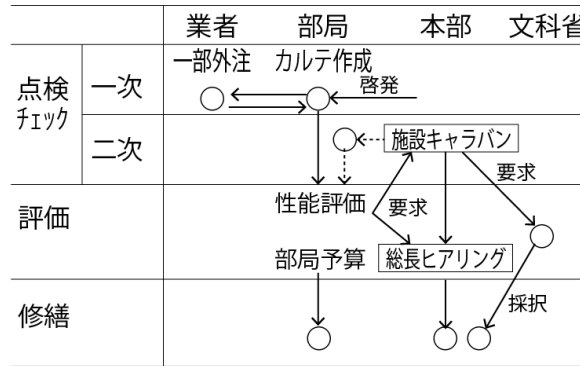 業者 部局 本部 文科省
一部外注 カルテ作成
啓発
点検 一次
チェック
二次 施設キャラバン
要求
性能評価 要求
評価
部局予算 総長ヒアリング
採択
修繕